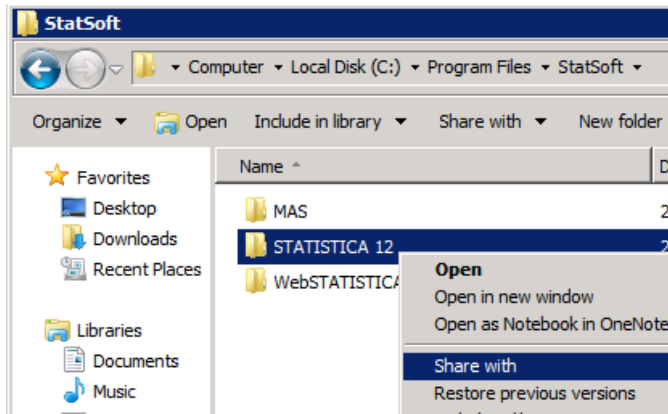 StatSoft
Computer Local Disk (C:) Program Files StatSoft
Organize Open Include in library Share with New folder
Favorites
Desktop
Downloads
Recent Places
Libraries
Documents
Music
Name
MAS
STATISTICA 12
WebSTATISTICA
Open
Open in new window
Open as Notebook in OneNote
Share with
Restore previous versions